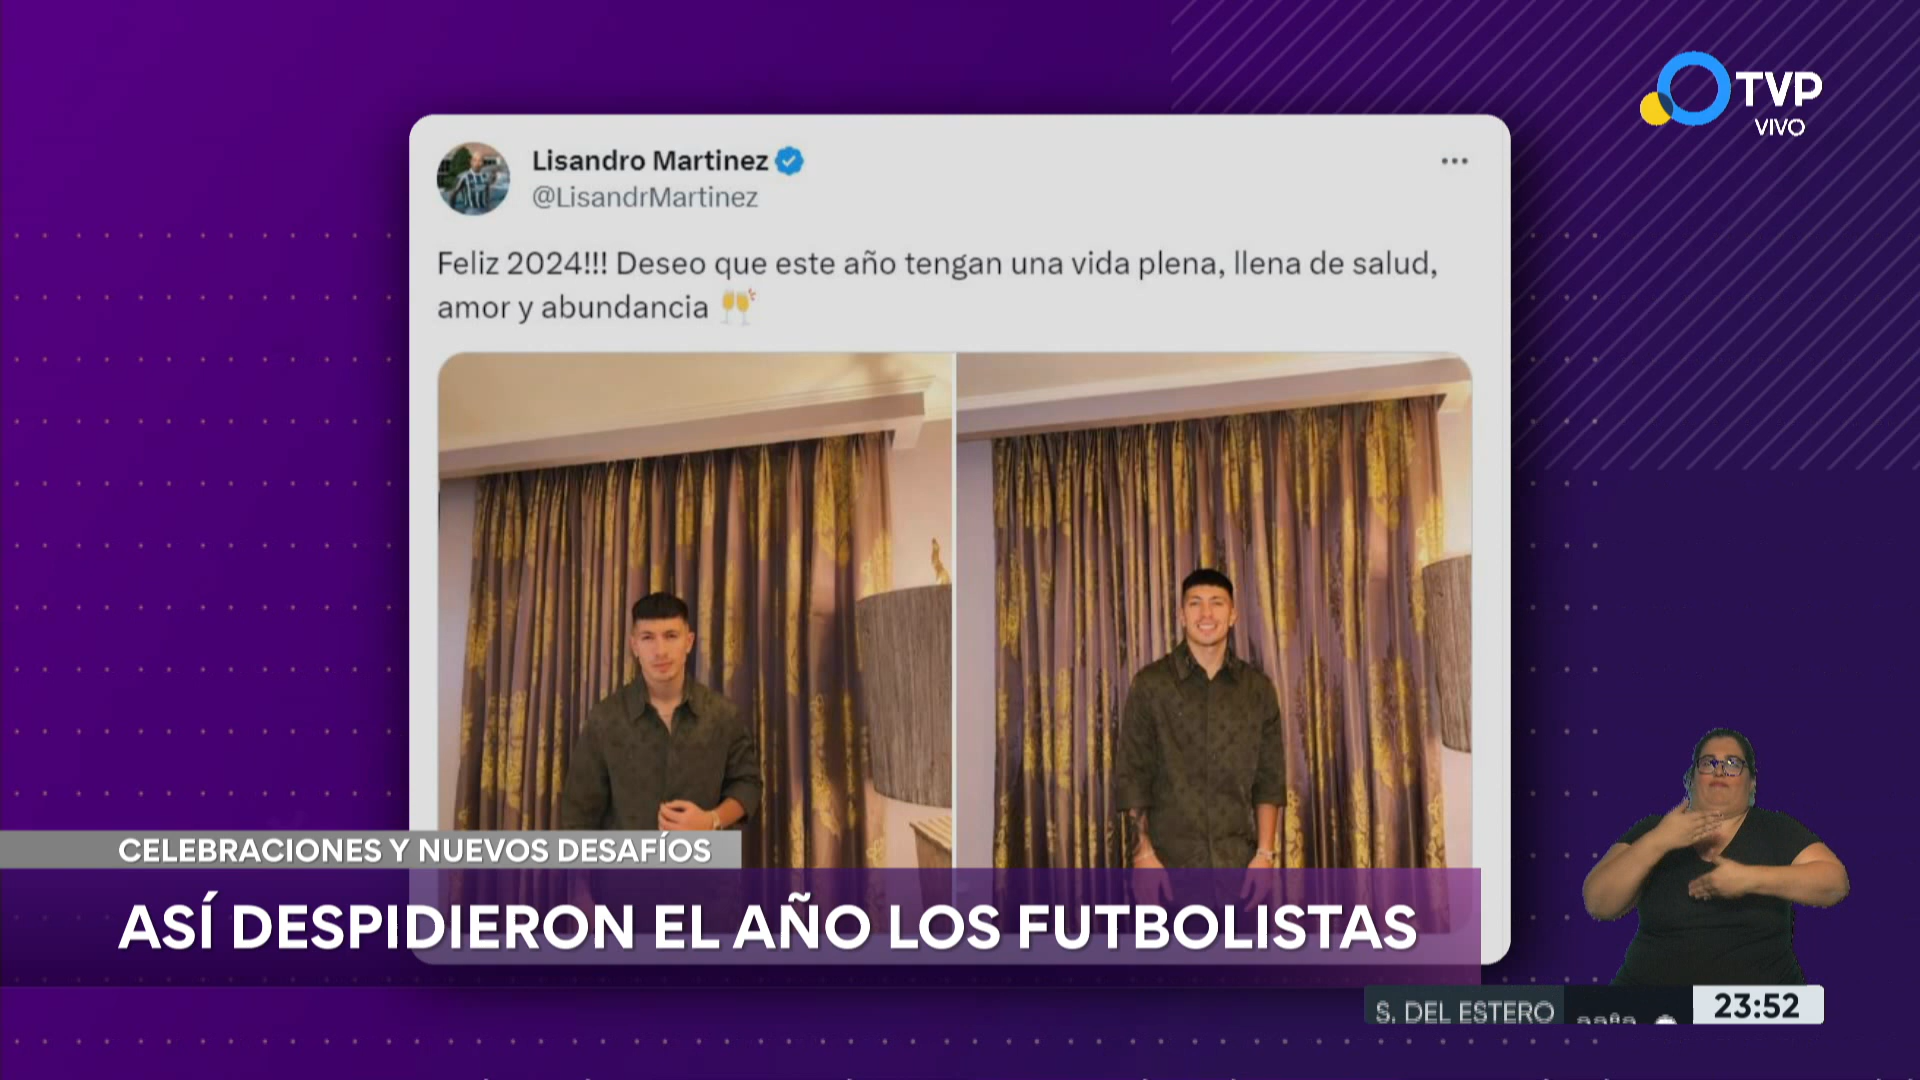 TVP
VIVO
Lisandro Martinez
@LisandrMartinez
Feliz 2024!!! Deseo que este año tengan una vida plena, llena de salud,
amor y abundancia
CELEBRACIONES Y NUEVOS DESAFÍOS
ASÍ DESPIDIERON EL AÑO LOS FUTBOLISTAS
S. DEL ESTERO
23:52